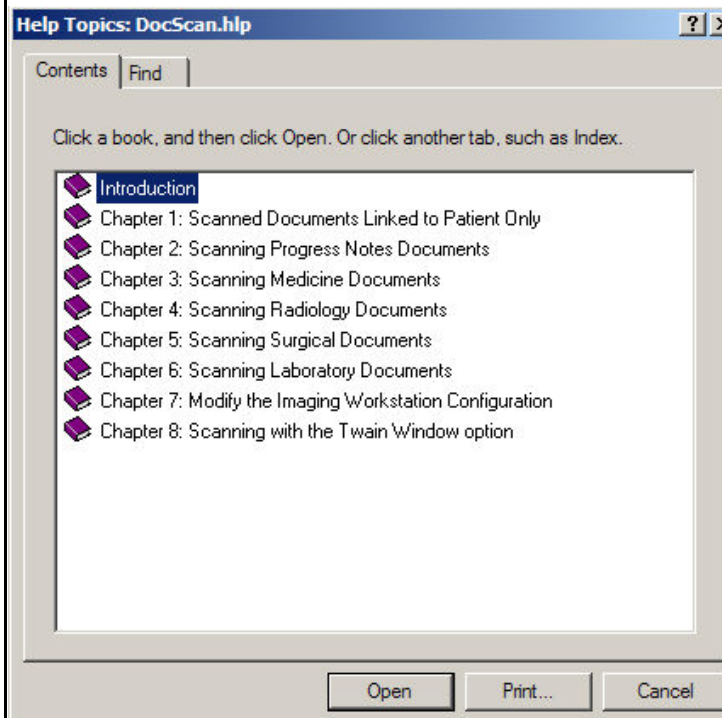 Help Topics: DocScan.hlp
Contents
Find
Click a book, and then click Open. Or click another tab, such as Index.
Introduction
Chapter 1: Scanned Documents Linked to Patient Only
Chapter 2: Scanning Progress Notes Documents
Chapter 3: Scanning Medicine Documents
Chapter 4: Scanning Radiology Documents
Chapter 5: Scanning Surgical Documents
Chapter 6: Scanning Laboratory Documents
Chapter 7: Modify the Imaging Workstation Configuration
Chapter 8: Scanning with the Twain Window option
Open
Print...
Cancel